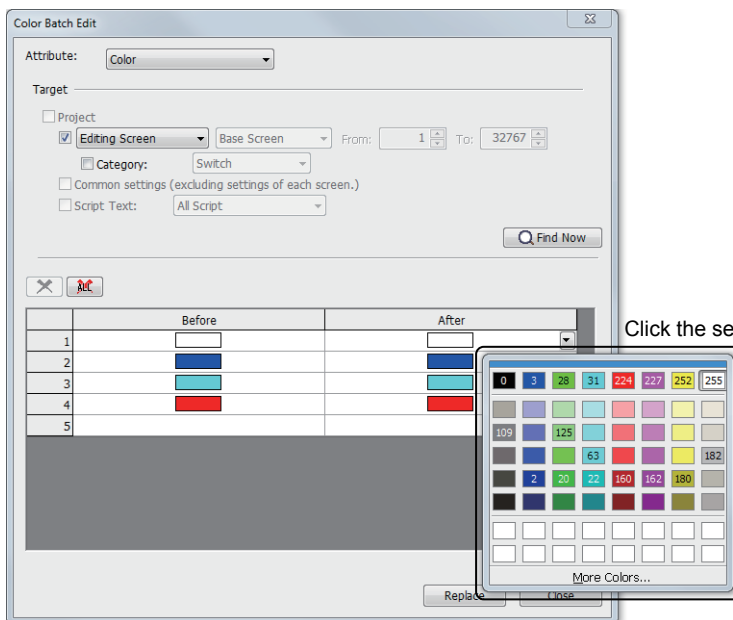 Color Batch Edit
Attribute: Color
Target
Project
Editing Screen Base Screen From: 1 To: 32767
Category: Switch
Common settings (excluding settings of each screen.)
Script Text: All Script
Find Now
ALL
Before After
1
Click the se
2
3
4
5
0 3 28 31 224 227 252 255
109 125
63 182
2 20 22 160 162 180
More Colors...
Replace Close